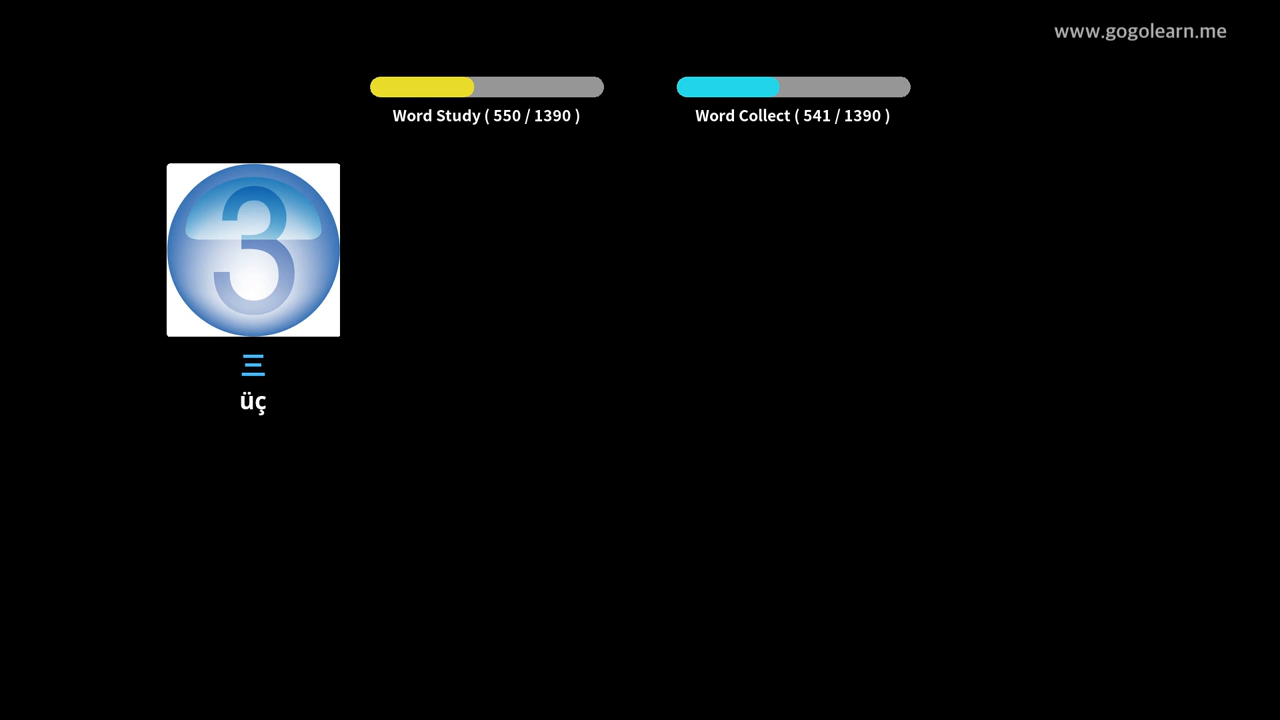 www.gogolearn.me
Word Study ( 550 / 1390 )
Word Collect ( 541 / 1390 )
3
三
üç